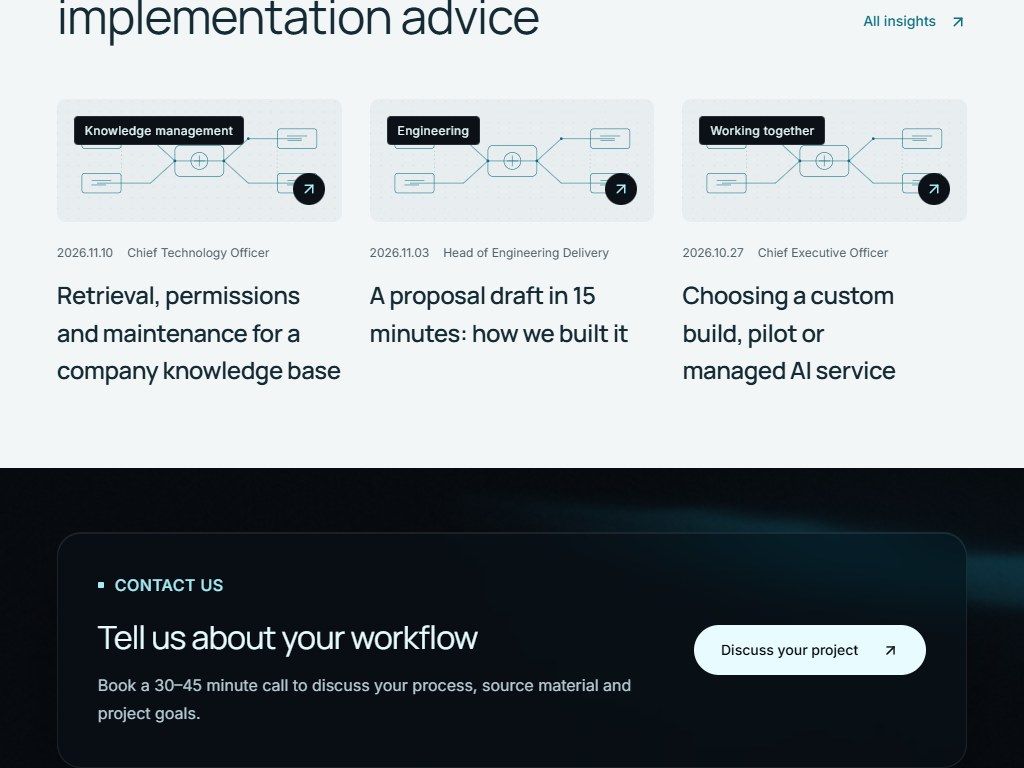 implementation advice
All insights
Knowledge management
Engineering
Working together
2026.11.10 Chief Technology Officer
Retrieval, permissions
and maintenance for a
company knowledge base
2026.11.03 Head of Engineering Delivery
A proposal draft in 15
minutes: how we built it
2026.10.27 Chief Executive Officer
Choosing a custom
build, pilot or
managed AI service
CONTACT US
Tell us about your workflow
Book a 30–45 minute call to discuss your process, source material and
project goals.
Discuss your project